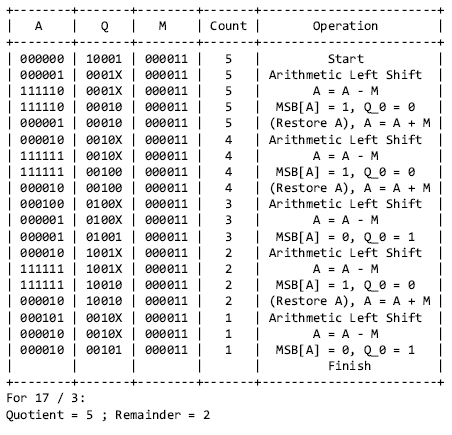 +--------+-------+--------+-------+-----------------------+
|   A    |   Q   |   M    | Count |       Operation       |
+--------+-------+--------+-------+-----------------------+
| 000000 | 10001 | 000011 |   5   |         Start         |
| 000001 | 0001X | 000011 |   5   | Arithmetic Left Shift |
| 111110 | 0001X | 000011 |   5   |       A = A - M       |
| 111110 | 00010 | 000011 |   5   |  MSB[A] = 1, Q_0 = 0  |
| 000001 | 00010 | 000011 |   5   |(Restore A), A = A + M |
| 000010 | 0010X | 000011 |   4   | Arithmetic Left Shift |
| 111111 | 0010X | 000011 |   4   |       A = A - M       |
| 111111 | 00100 | 000011 |   4   |  MSB[A] = 1, Q_0 = 0  |
| 000010 | 00100 | 000011 |   4   |(Restore A), A = A + M |
| 000100 | 0100X | 000011 |   3   | Arithmetic Left Shift |
| 000001 | 0100X | 000011 |   3   |       A = A - M       |
| 000001 | 01001 | 000011 |   3   |  MSB[A] = 0, Q_0 = 1  |
| 000010 | 1001X | 000011 |   2   | Arithmetic Left Shift |
| 111111 | 1001X | 000011 |   2   |       A = A - M       |
| 111111 | 10010 | 000011 |   2   |  MSB[A] = 1, Q_0 = 0  |
| 000010 | 10010 | 000011 |   2   |(Restore A), A = A + M |
| 000101 | 0010X | 000011 |   1   | Arithmetic Left Shift |
| 000010 | 0010X | 000011 |   1   |       A = A - M       |
| 000010 | 00101 | 000011 |   1   |  MSB[A] = 0, Q_0 = 1  |
|        |       |        |       |        Finish         |
+--------+-------+--------+-------+-----------------------+
For 17 / 3:
Quotient = 5 ; Remainder = 2